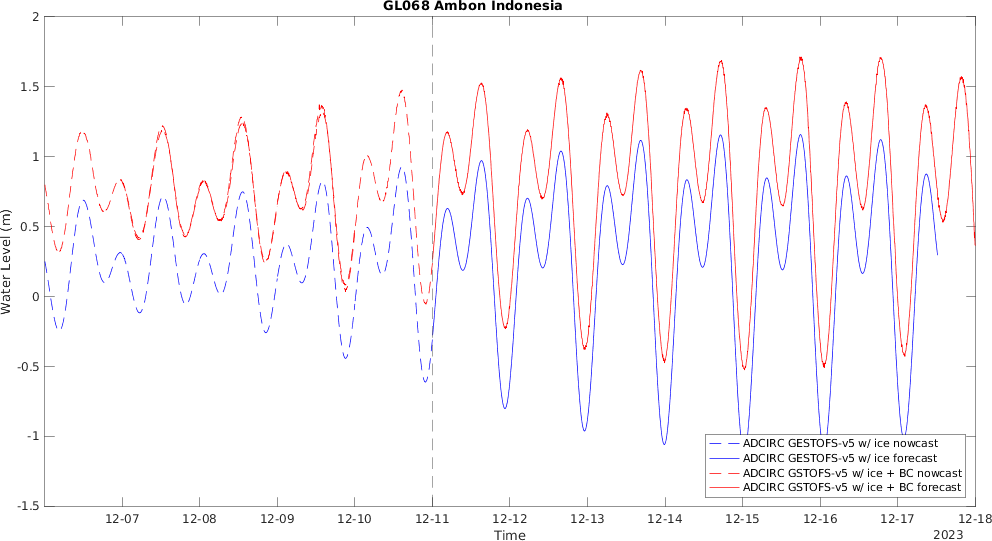 GL068 Ambon Indonesia
2
1.5
1
0.5
0
-0.5
-1
-1.5
Water Level (m)
ADCIRC GESTOFS-v5 w/ ice nowcast
ADCIRC GESTOFS-v5 w/ ice forecast
ADCIRC GSTOFS-v5 w/ ice + BC nowcast
ADCIRC GSTOFS-v5 w/ ice + BC forecast
12-07 12-08 12-09 12-10 12-11 12-12 12-13 12-14 12-15 12-16 12-17 12-18
Time
2023